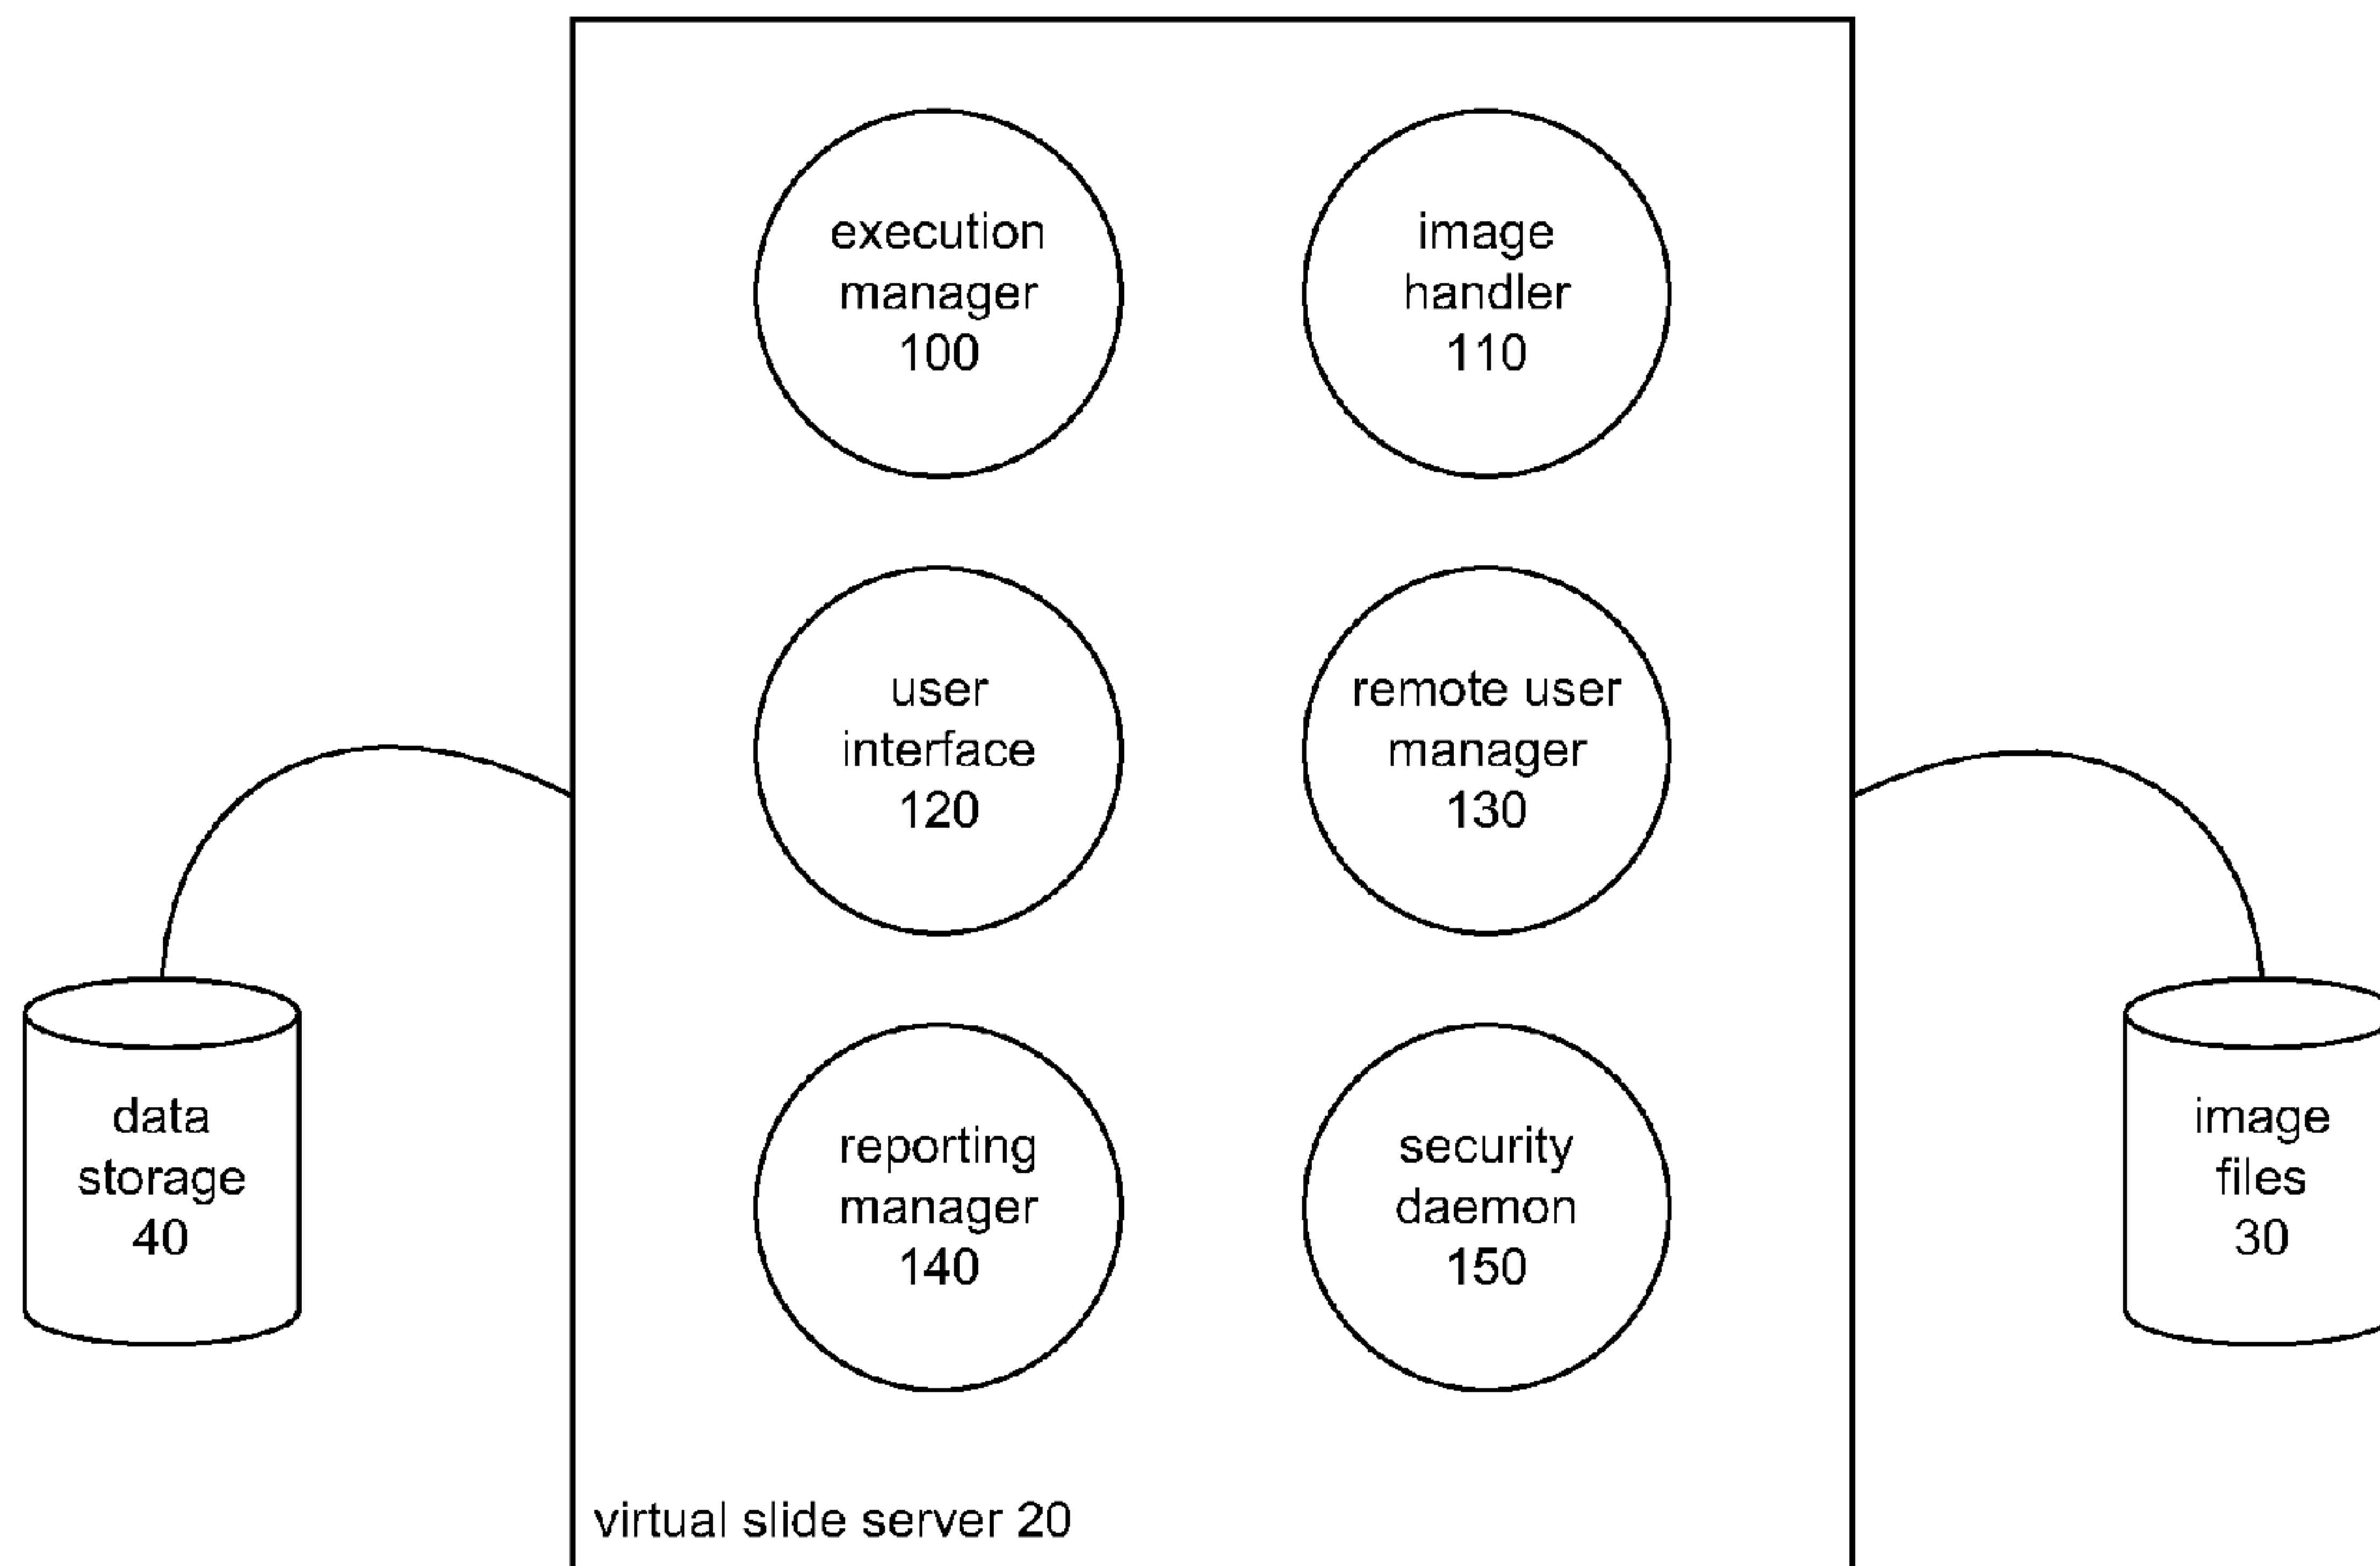 execution
manager
100
image
handler
110
user
interface
120
remote user
manager
130
data
storage
40
reporting
manager
140
security
daemon
150
image
files
30
virtual slide server 20